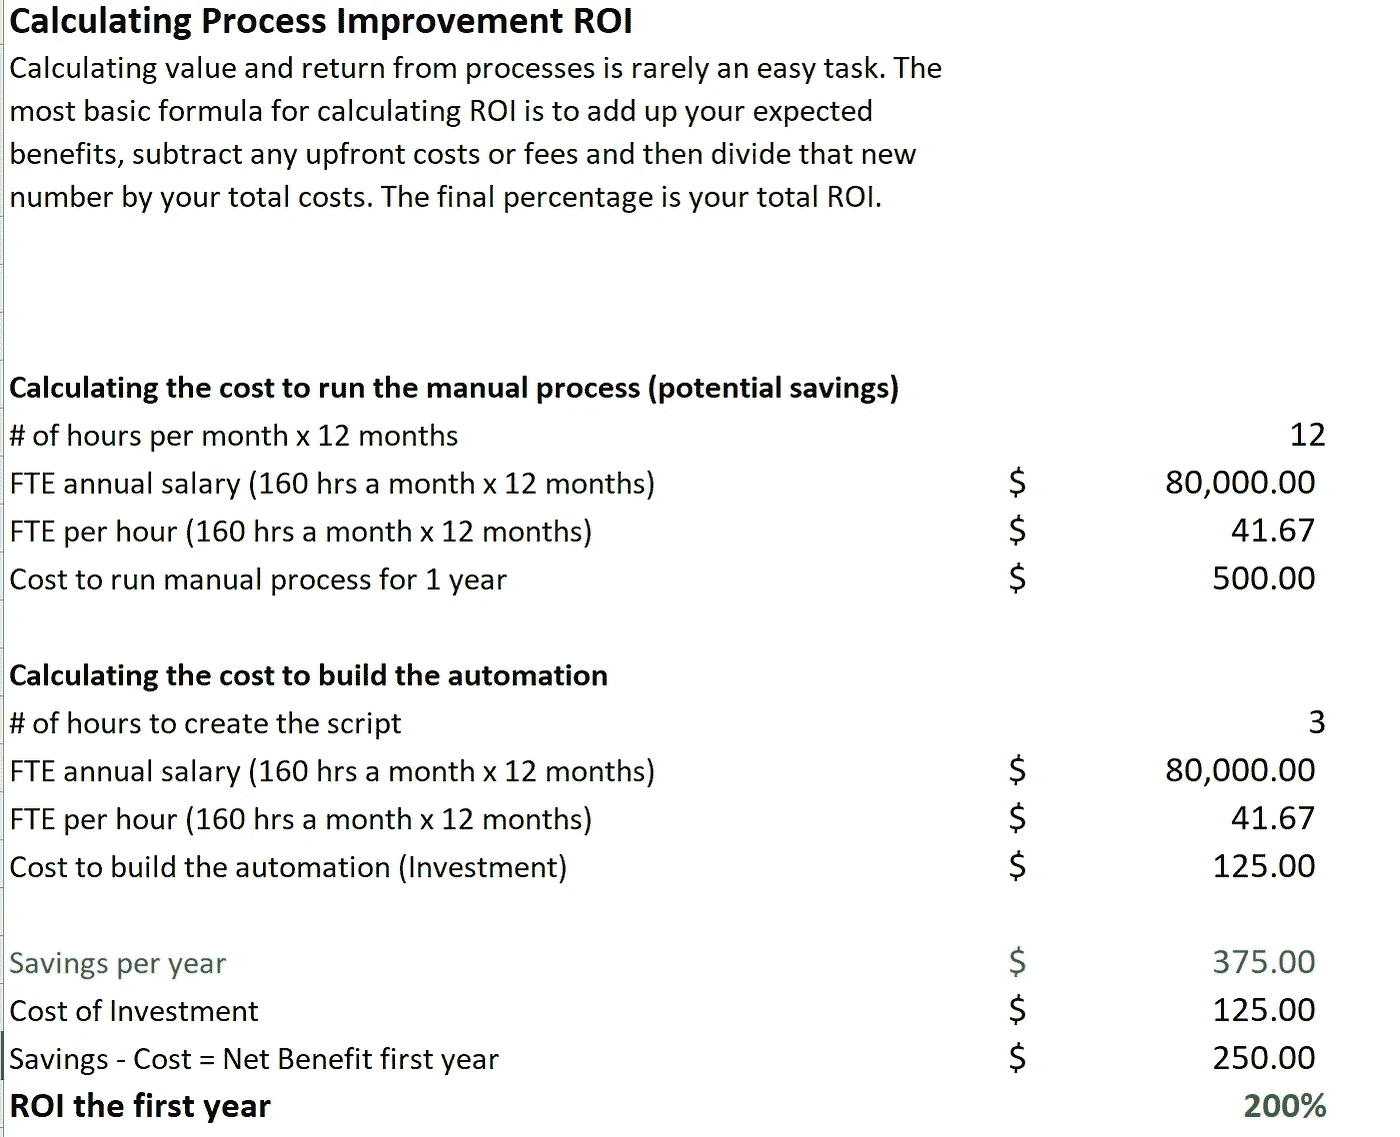 Calculating Process Improvement ROI
Calculating value and return from processes is rarely an easy task. The
most basic formula for calculating ROI is to add up your expected
benefits, subtract any upfront costs or fees and then divide that new
number by your total costs. The final percentage is your total ROI.
Calculating the cost to run the manual process (potential savings)
# of hours per month x 12 months 12
FTE annual salary (160 hrs a month x 12 months) $ 80,000.00
FTE per hour (160 hrs a month x 12 months) $ 41.67
Cost to run manual process for 1 year $ 500.00
Calculating the cost to build the automation
# of hours to create the script 3
FTE annual salary (160 hrs a month x 12 months) $ 80,000.00
FTE per hour (160 hrs a month x 12 months) $ 41.67
Cost to build the automation (Investment) $ 125.00
Savings per year $ 375.00
Cost of Investment $ 125.00
Savings - Cost = Net Benefit first year $ 250.00
ROI the first year 200%